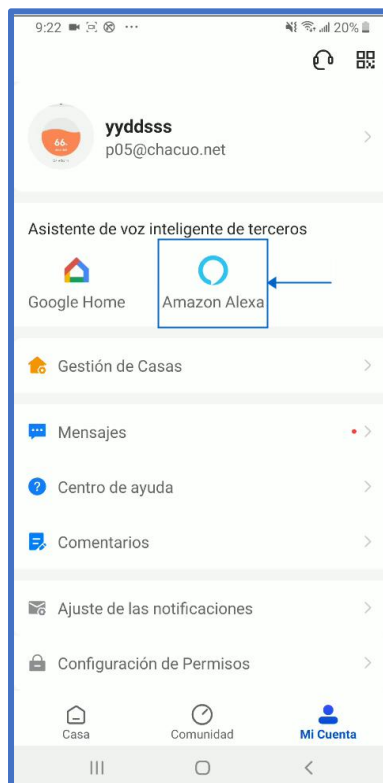 9:22
20%
yyddsss
p05@chacuo.net
Asistente de voz inteligente de terceros
Google Home
Amazon Alexa
Gestión de Casas
Mensajes
Centro de ayuda
Comentarios
Ajuste de las notificaciones
Configuración de Permisos
Casa
Comunidad
Mi Cuenta